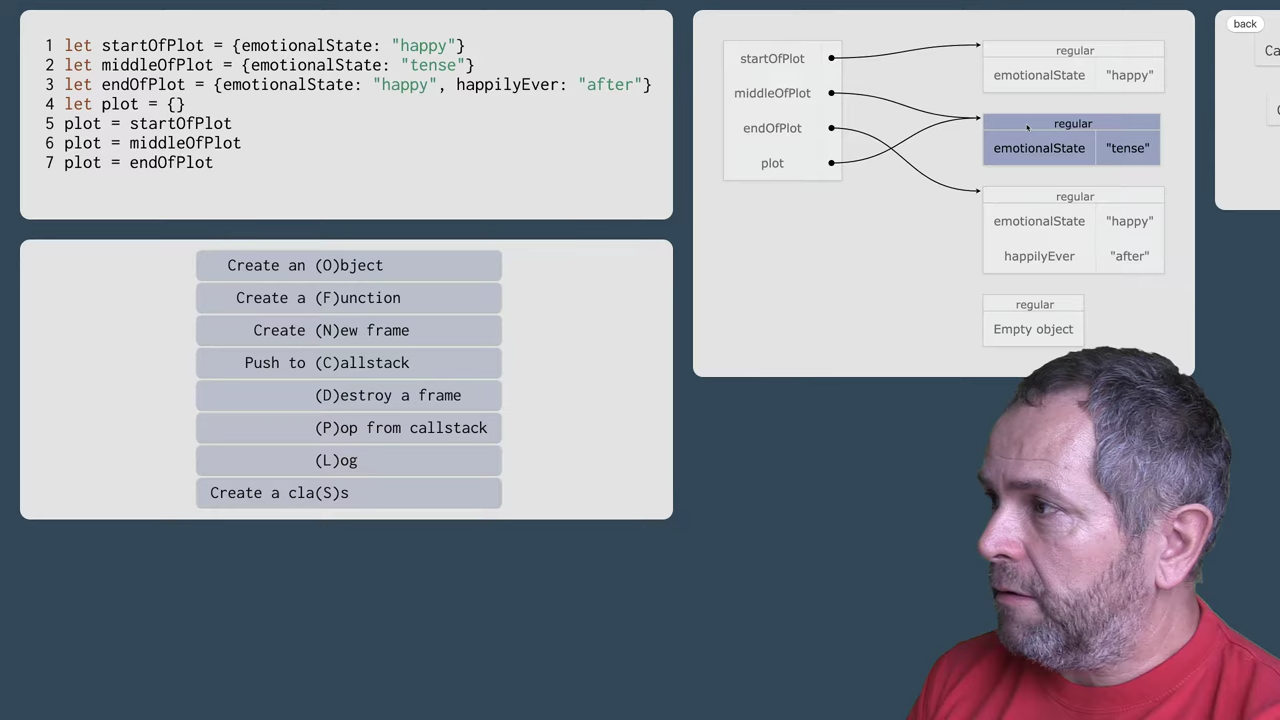 1 let startOfPlot = {emotionalState: "happy"}
2 let middleOfPlot = {emotionalState: "tense"}
3 let endOfPlot = {emotionalState: "happy", happilyEver: "after"}
4 let plot = {}
5 plot = startOfPlot
6 plot = middleOfPlot
7 plot = endOfPlot
Create an (O)bject
Create a (F)unction
Create (N)ew frame
Push to (C)allstack
(D)estroy a frame
(P)op from callstack
(L)og
Create a cla(S)s
startOfPlot
middleOfPlot
endOfPlot
plot
regular
emotionalState "happy"
regular
emotionalState "tense"
regular
emotionalState "happy"
happilyEver "after"
regular
Empty object
back